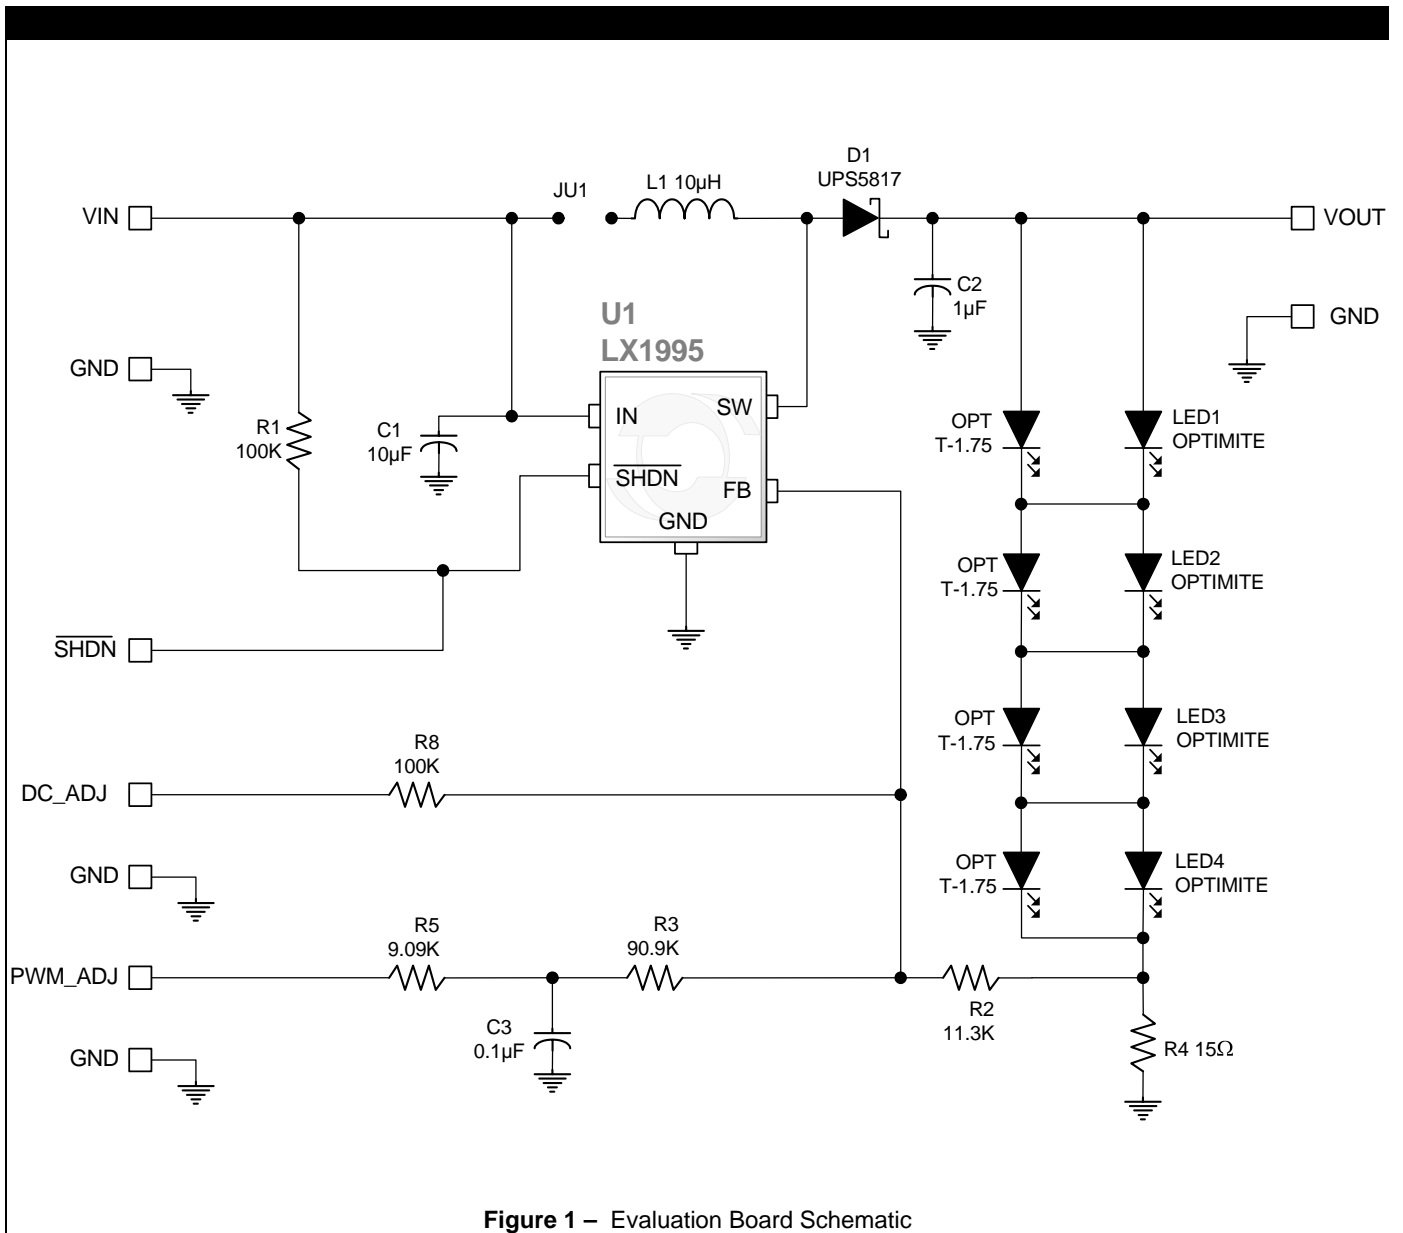 D1
UPS5817
JU1
L1 10µH
VIN
VOUT
C2
1µF
GND
U1
LX1995
GND
IN
SW
SHDN
FB
GND
R1
100K
C1
10µF
OPT
T-1.75
LED1
OPTIMITE
OPT
T-1.75
LED2
OPTIMITE
SHDN
OPT
T-1.75
LED3
OPTIMITE
R8
100K
DC_ADJ
OPT
T-1.75
LED4
OPTIMITE
GND
R5
9.09K
R3
90.9K
PWM_ADJ
R2
11.3K
C3
0.1µF
R4 15Ω
GND
Figure 1 – Evaluation Board Schematic